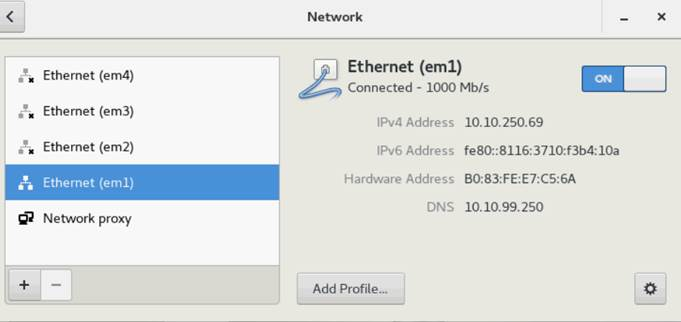 Network
Ethernet (em4)
Ethernet (em3)
Ethernet (em2)
Ethernet (em1)
Network proxy
Ethernet (em1)
Connected - 1000 Mb/s
ON
IPv4 Address 10.10.250.69
IPv6 Address fe80::8116:3710:f3b4:10a
Hardware Address B0:83:FE:E7:C5:6A
DNS 10.10.99.250
Add Profile...